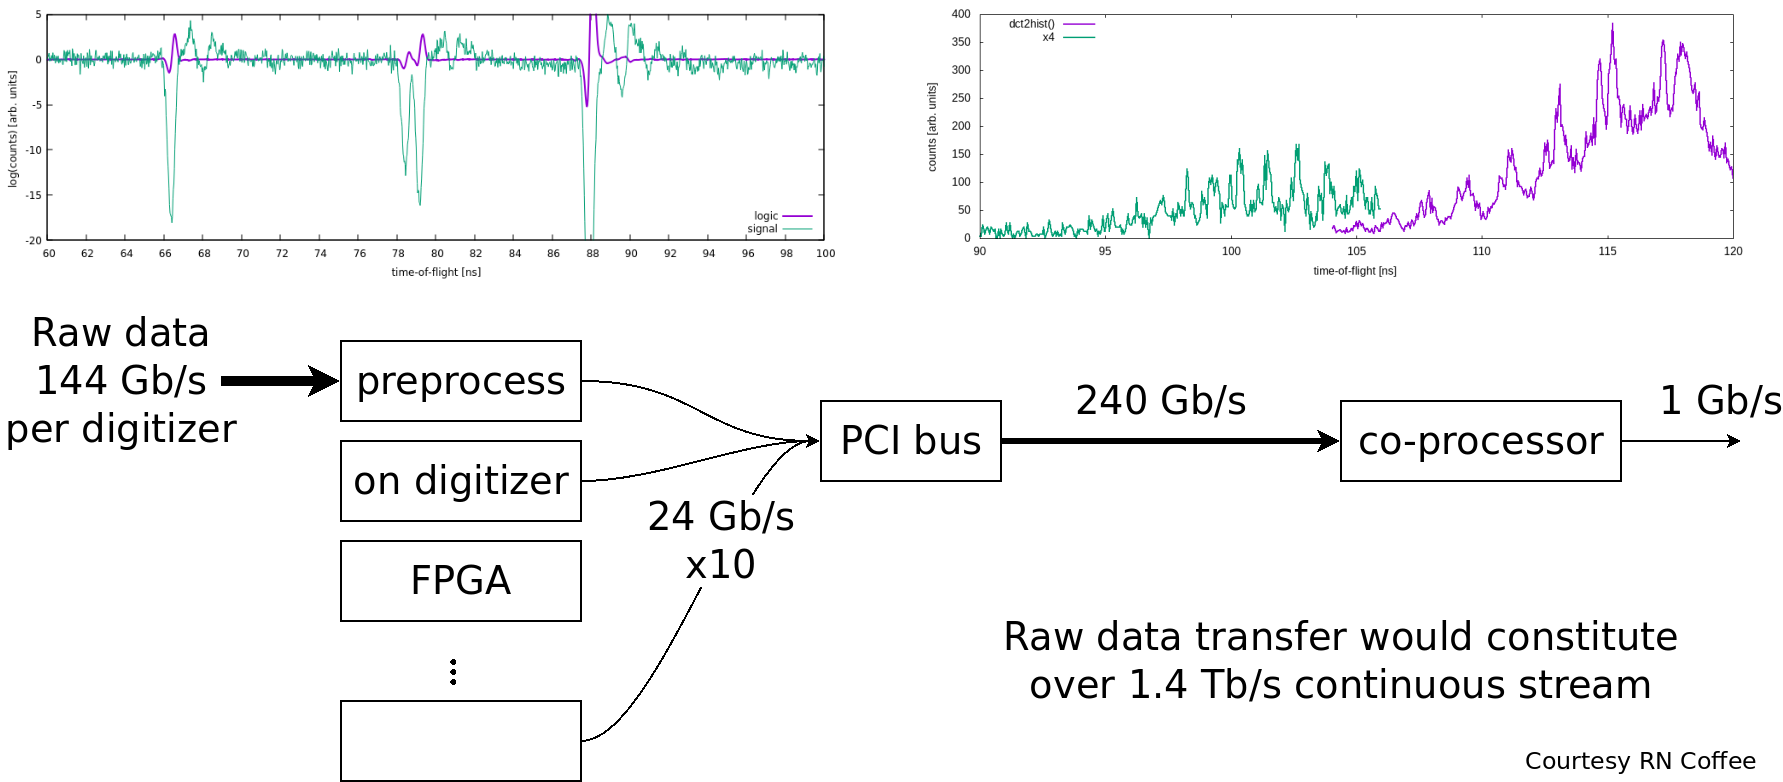 5
0
-5
-10
-15
-20
log(counts) [arb. units]
logic
signal
60 62 64 66 68 70 72 74 76 78 80 82 84 86 88 90 92 94 96 98 100
time-of-flight [ns]
400
350
300
250
200
150
100
50
0
counts [arb. units]
dct2hist()
x4
90 95 100 105 110 115 120
time-of-flight [ns]
Raw data
144 Gb/s
per digitizer
preprocess
on digitizer
FPGA
24 Gb/s
x10
PCI bus
240 Gb/s
co-processor
1 Gb/s
Raw data transfer would constitute
over 1.4 Tb/s continuous stream
Courtesy RN Coffee